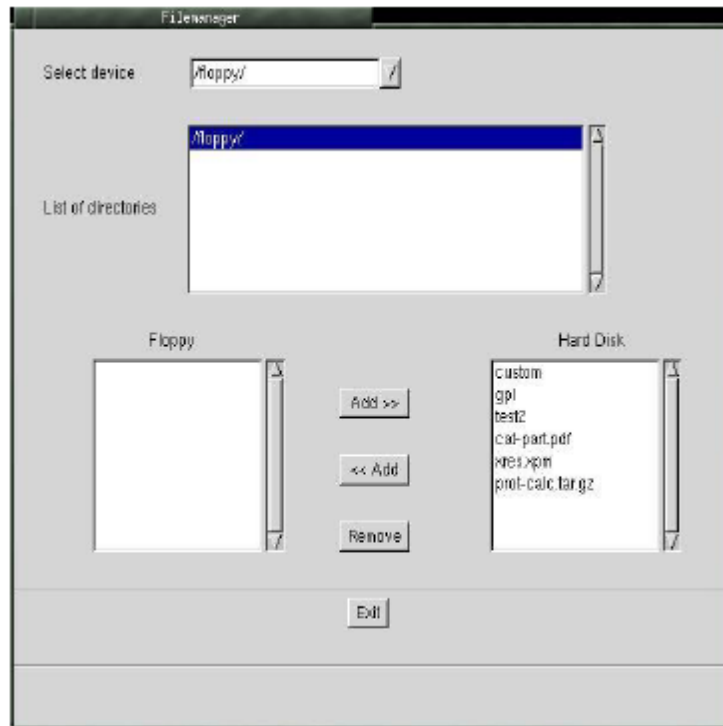 Filemanager
Select device
/floppy/
/floppy/
List of directories
Floppy
Hard Disk
custom
gpl
test2
cat-part.pdf
xres.xpm
prot-calc.tar.gz
Add >>
<< Add
Remove
Exit